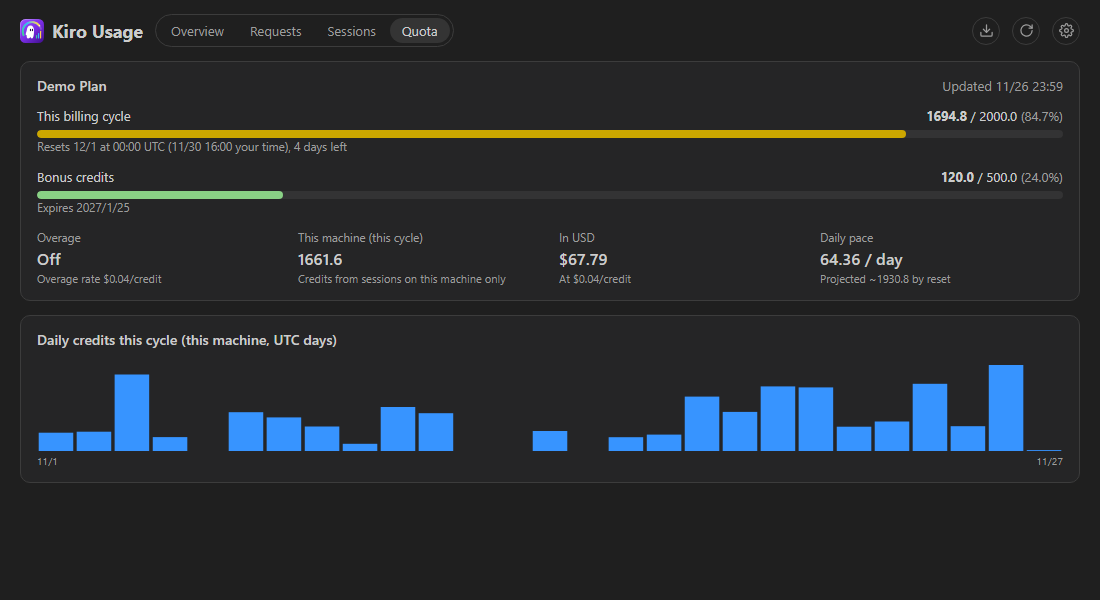 Kiro Usage Overview Requests Sessions Quota
Demo Plan Updated 11/26 23:59
This billing cycle 1694.8 / 2000.0 (84.7%)
Resets 12/1 at 00:00 UTC (11/30 16:00 your time), 4 days left
Bonus credits 120.0 / 500.0 (24.0%)
Expires 2027/1/25
Overage This machine (this cycle) In USD Daily pace
Off 1661.6 $67.79 64.36 / day
Overage rate $0.04/credit Credits from sessions on this machine only At $0.04/credit Projected ~1930.8 by reset
Daily credits this cycle (this machine, UTC days)
11/1 11/27